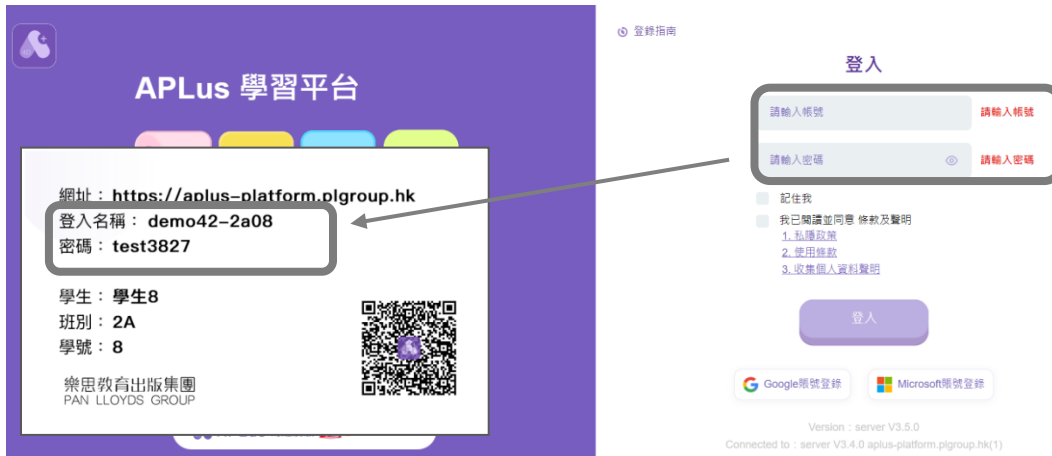 APLus 學習平台
網址： https://aplus-platform.plgroup.hk
登入名稱： demo42-2a08
密碼： test3827
學生： 學生8
班別： 2A
學號： 8
樂思教育出版集團
PAN LLOYDS GROUP
登錄指南
登入
請輸入帳號 請輸入帳號
請輸入密碼 請輸入密碼
記住我
我已閱讀並同意 條款及聲明
1. 私隱政策
2. 使用條款
3. 收集個人資料聲明
登入
Google賬號登錄 Microsoft賬號登錄
Version：server V3.5.0
Connected to：server V3.4.0 aplus-platform.plgroup.hk(1)